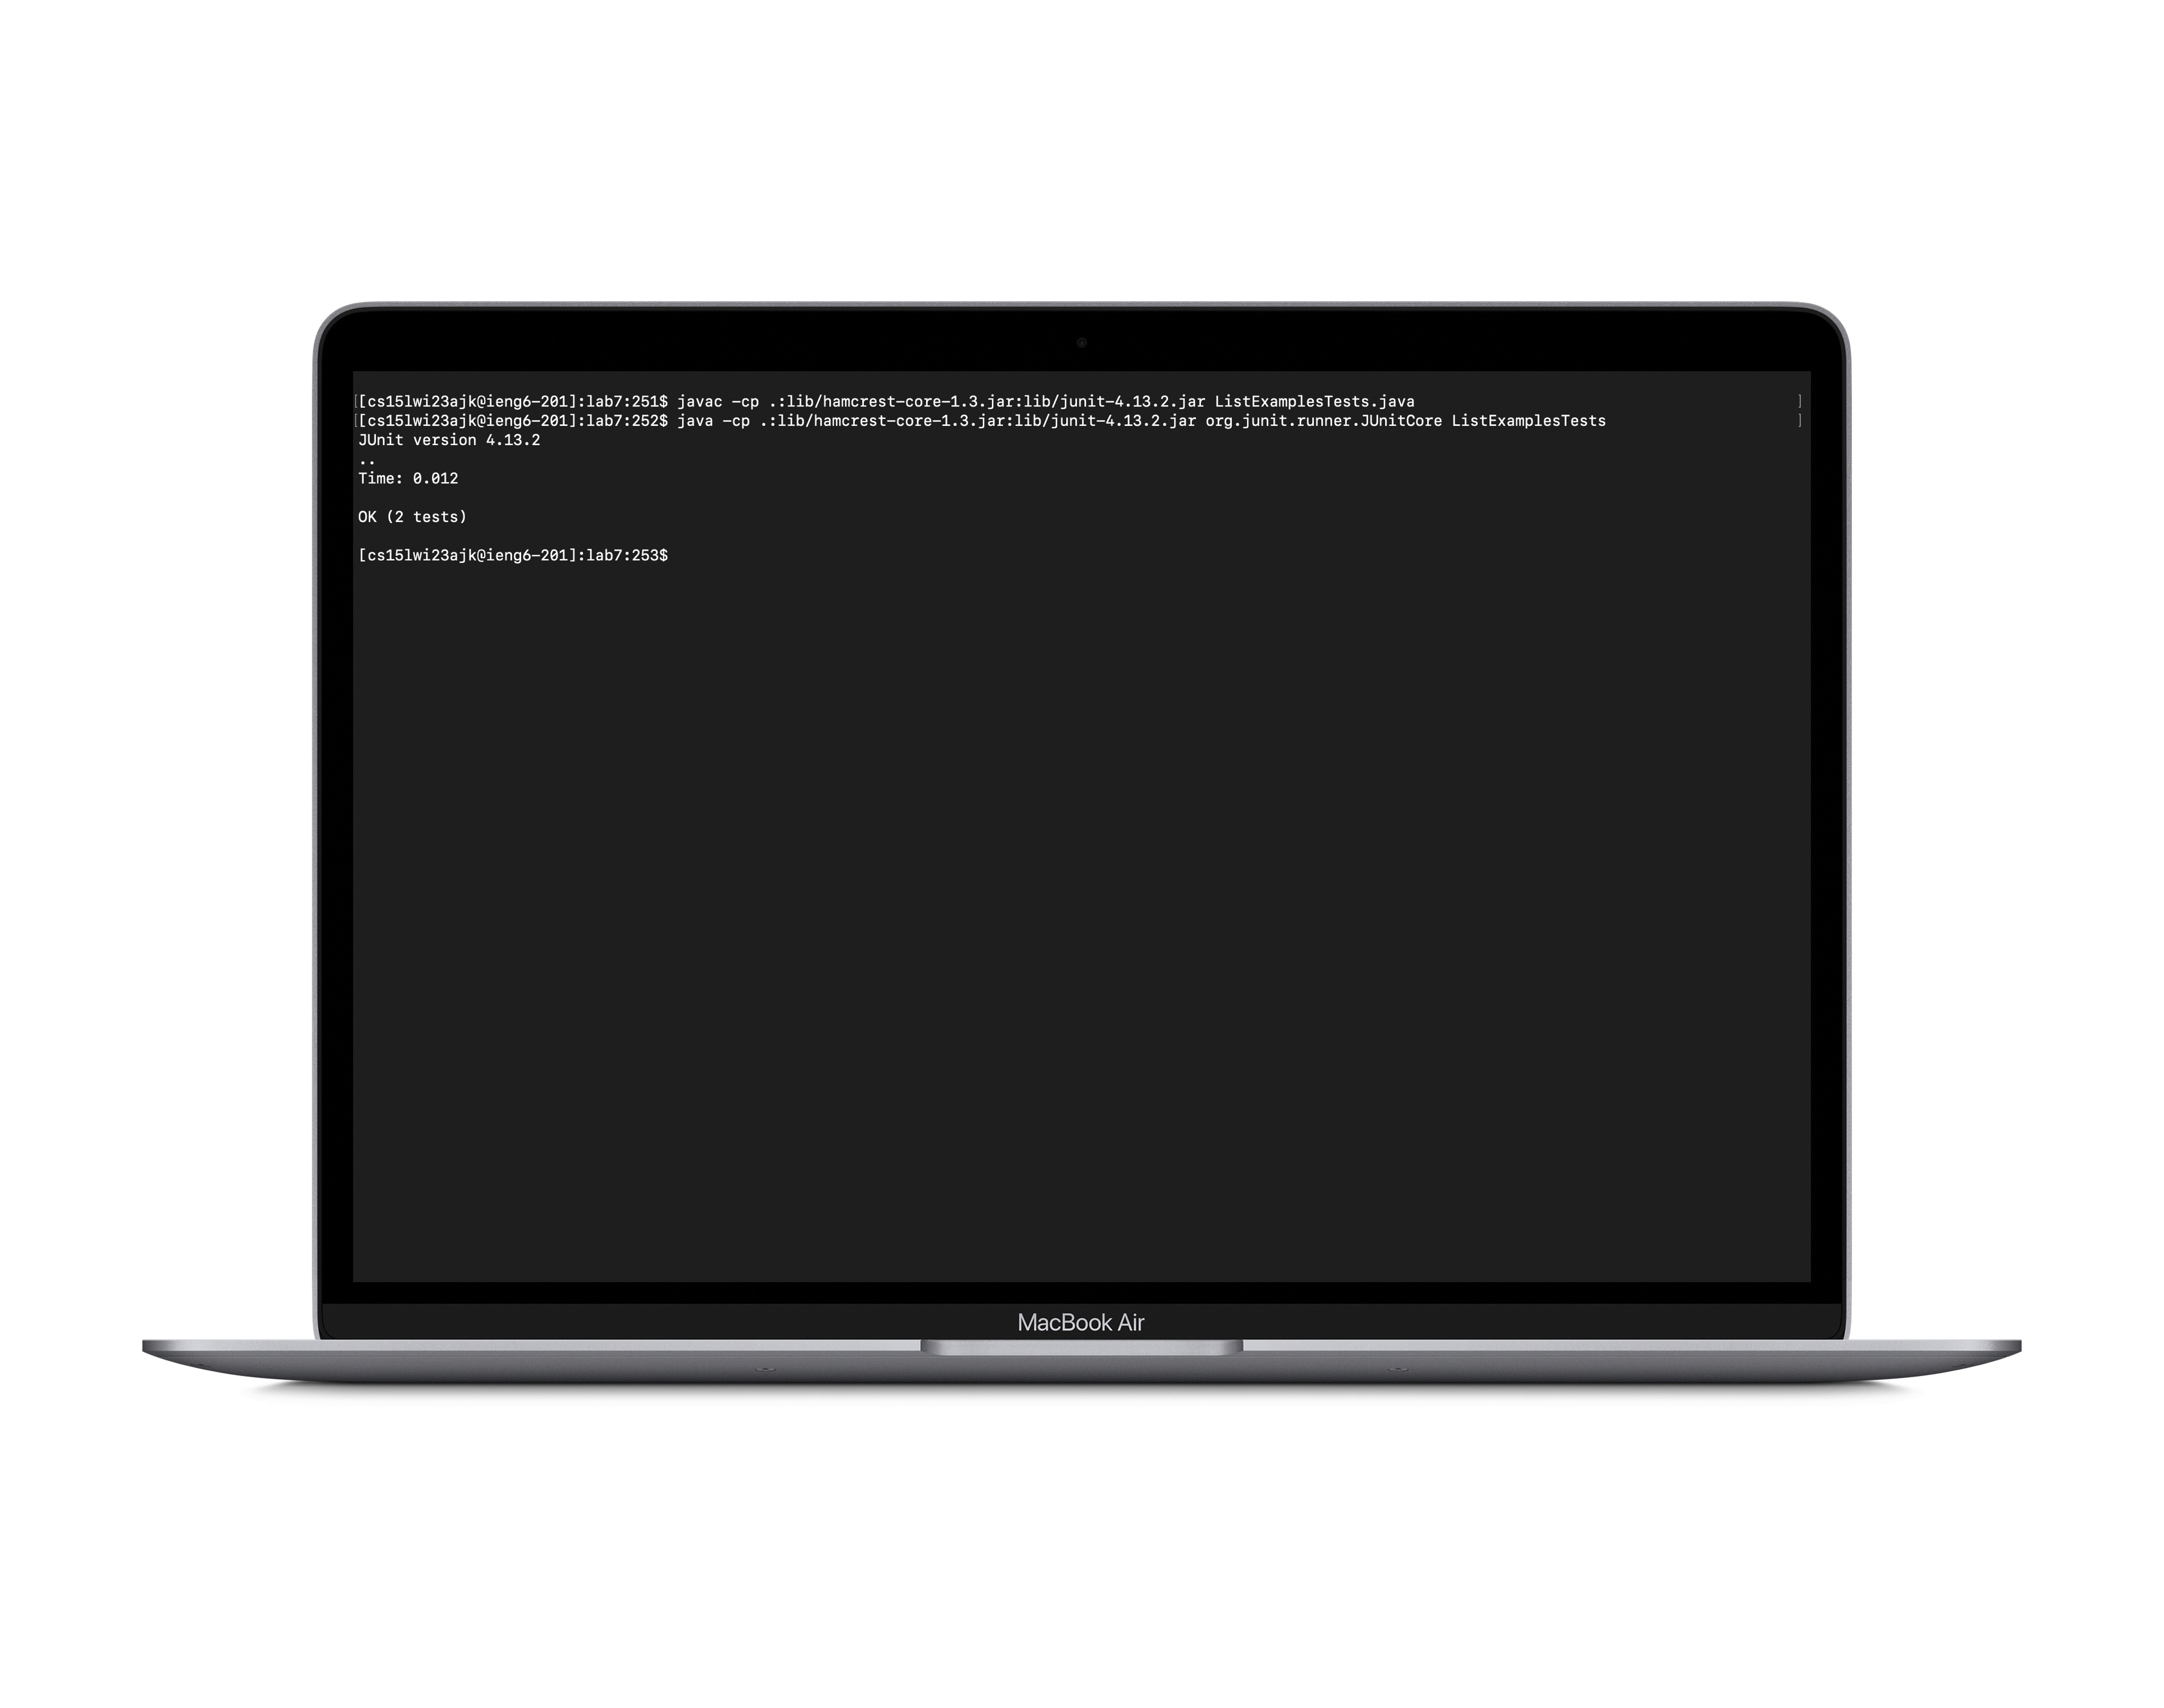 [[cs15lwi23ajk@ieng6-201]:lab7:251$ javac -cp .:lib/hamcrest-core-1.3.jar:lib/junit-4.13.2.jar ListExamplesTests.java ]
[[cs15lwi23ajk@ieng6-201]:lab7:252$ java -cp .:lib/hamcrest-core-1.3.jar:lib/junit-4.13.2.jar org.junit.runner.JUnitCore ListExamplesTests ]
JUnit version 4.13.2
..
Time: 0.012
OK (2 tests)
[cs15lwi23ajk@ieng6-201]:lab7:253$
MacBook Air